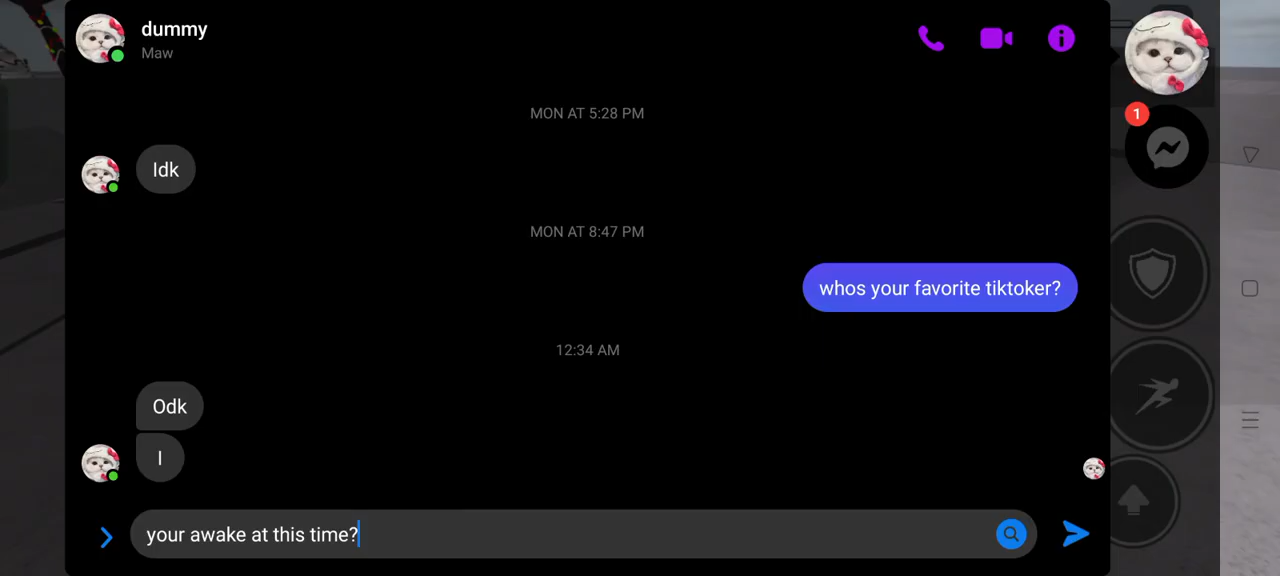 dummy
Maw
MON AT 5:28 PM
Idk
MON AT 8:47 PM
whos your favorite tiktoker?
12:34 AM
Odk
I
your awake at this time?
1